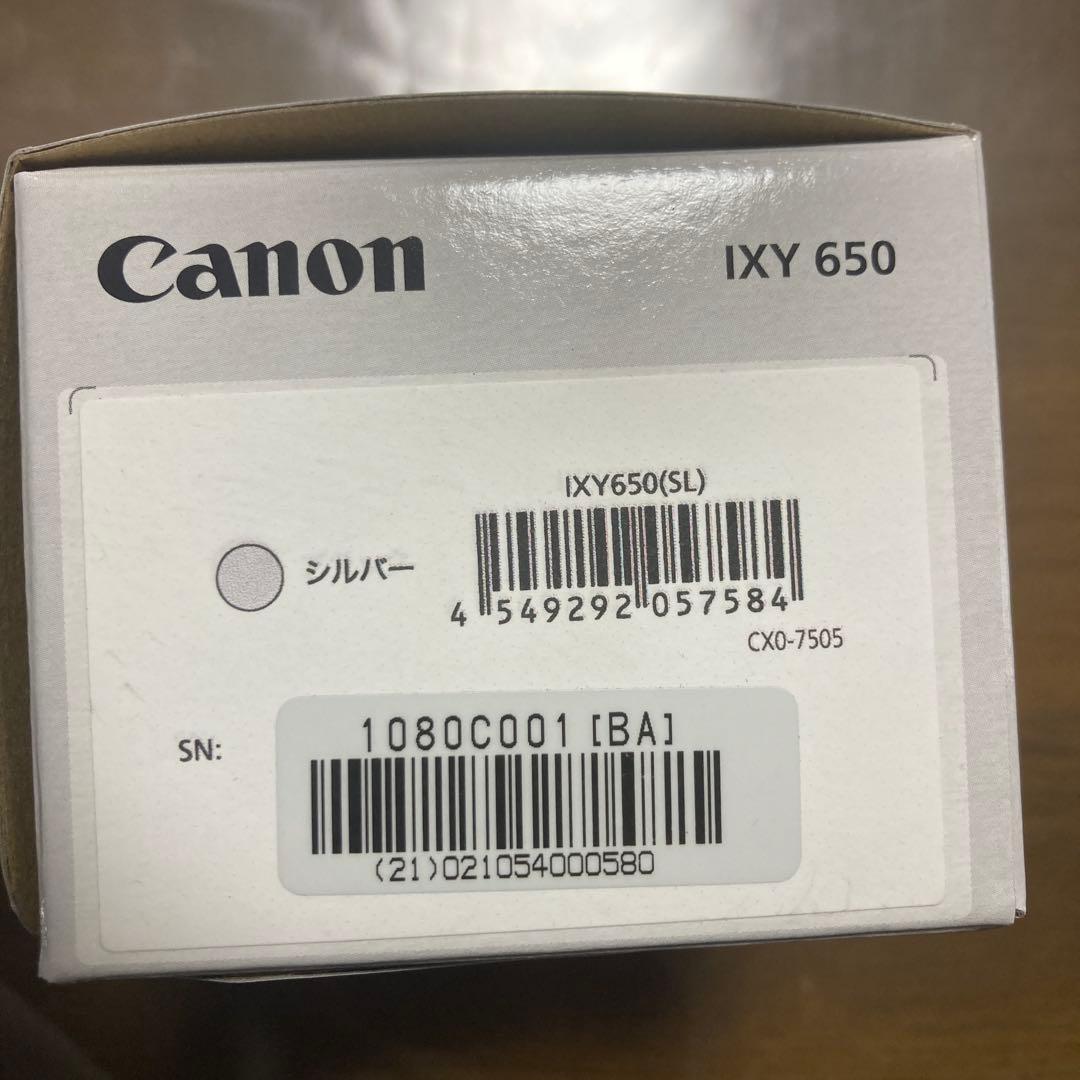 Canon
IXY 650
IXY650(SL)
シルバー
4 549292 057584
CX0-7505
SN:
1080C001 [BA]
(21)021054000580